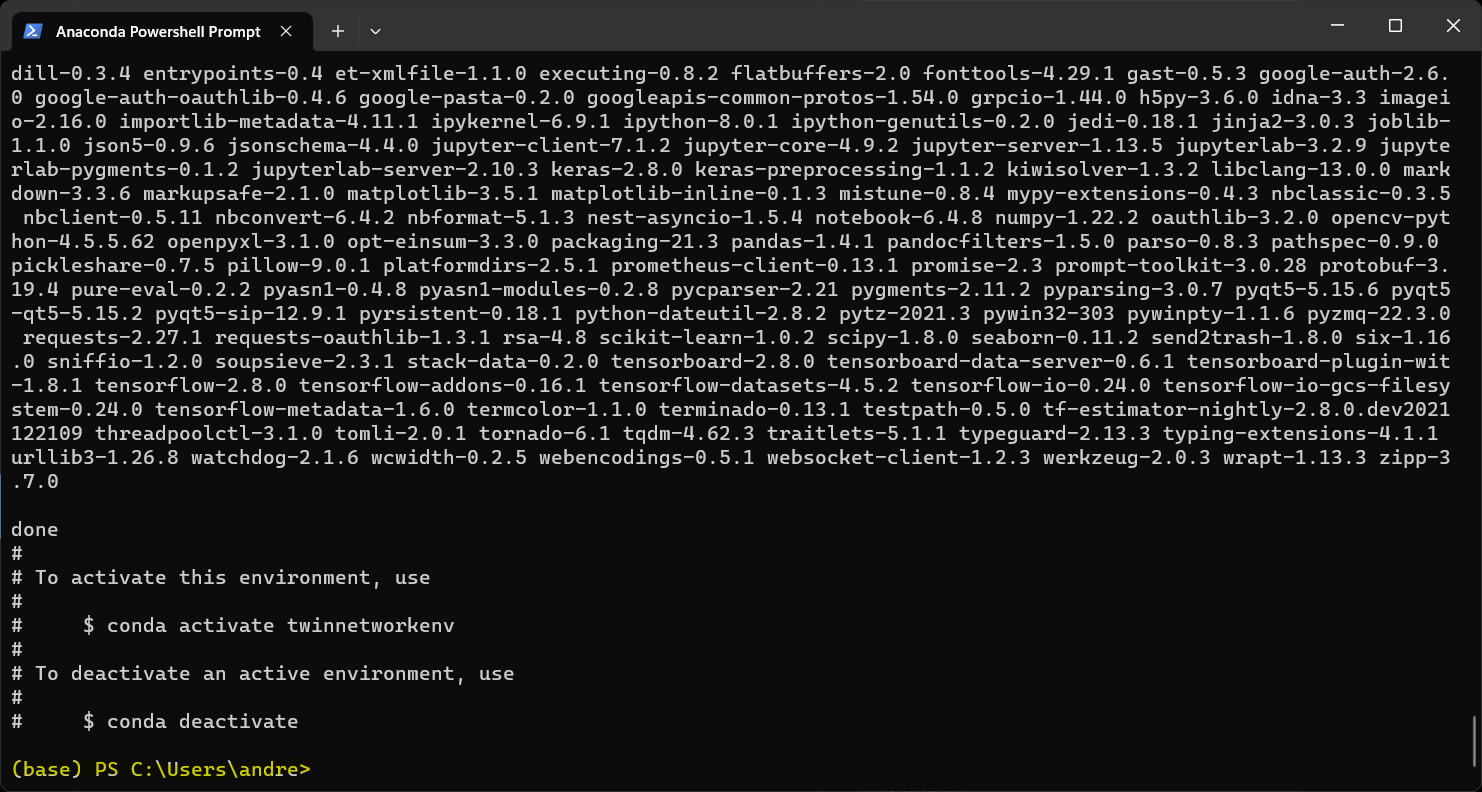 Anaconda Powershell Prompt
dill-0.3.4 entrypoints-0.4 et-xmlfile-1.1.0 executing-0.8.2 flatbuffers-2.0 fonttools-4.29.1 gast-0.5.3 google-auth-2.6.
0 google-auth-oauthlib-0.4.6 google-pasta-0.2.0 googleapis-common-protos-1.54.0 grpcio-1.44.0 h5py-3.6.0 idna-3.3 imagei
o-2.16.0 importlib-metadata-4.11.1 ipykernel-6.9.1 ipython-8.0.1 ipython-genutils-0.2.0 jedi-0.18.1 jinja2-3.0.3 joblib-
1.1.0 json5-0.9.6 jsonschema-4.4.0 jupyter-client-7.1.2 jupyter-core-4.9.2 jupyter-server-1.13.5 jupyterlab-3.2.9 jupyte
rlab-pygments-0.1.2 jupyterlab-server-2.10.3 keras-2.8.0 keras-preprocessing-1.1.2 kiwisolver-1.3.2 libclang-13.0.0 mark
down-3.3.6 markupsafe-2.1.0 matplotlib-3.5.1 matplotlib-inline-0.1.3 mistune-0.8.4 mypy-extensions-0.4.3 nbclassic-0.3.5
 nbclient-0.5.11 nbconvert-6.4.2 nbformat-5.1.3 nest-asyncio-1.5.4 notebook-6.4.8 numpy-1.22.2 oauthlib-3.2.0 opencv-pyt
hon-4.5.5.62 openpyxl-3.1.0 opt-einsum-3.3.0 packaging-21.3 pandas-1.4.1 pandocfilters-1.5.0 parso-0.8.3 pathspec-0.9.0
pickleshare-0.7.5 pillow-9.0.1 platformdirs-2.5.1 prometheus-client-0.13.1 promise-2.3 prompt-toolkit-3.0.28 protobuf-3.
19.4 pure-eval-0.2.2 pyasn1-0.4.8 pyasn1-modules-0.2.8 pycparser-2.21 pygments-2.11.2 pyparsing-3.0.7 pyqt5-5.15.6 pyqt5
-qt5-5.15.2 pyqt5-sip-12.9.1 pyrsistent-0.18.1 python-dateutil-2.8.2 pytz-2021.3 pywin32-303 pywinpty-1.1.6 pyzmq-22.3.0
 requests-2.27.1 requests-oauthlib-1.3.1 rsa-4.8 scikit-learn-1.0.2 scipy-1.8.0 seaborn-0.11.2 send2trash-1.8.0 six-1.16
.0 sniffio-1.2.0 soupsieve-2.3.1 stack-data-0.2.0 tensorboard-2.8.0 tensorboard-data-server-0.6.1 tensorboard-plugin-wit
-1.8.1 tensorflow-2.8.0 tensorflow-addons-0.16.1 tensorflow-datasets-4.5.2 tensorflow-io-0.24.0 tensorflow-io-gcs-filesy
stem-0.24.0 tensorflow-metadata-1.6.0 termcolor-1.1.0 terminado-0.13.1 testpath-0.5.0 tf-estimator-nightly-2.8.0.dev2021
122109 threadpoolctl-3.1.0 tomli-2.0.1 tornado-6.1 tqdm-4.62.3 traitlets-5.1.1 typeguard-2.13.3 typing-extensions-4.1.1
urllib3-1.26.8 watchdog-2.1.6 wcwidth-0.2.5 webencodings-0.5.1 websocket-client-1.2.3 werkzeug-2.0.3 wrapt-1.13.3 zipp-3
.7.0
done
#
# To activate this environment, use
#
#     $ conda activate twinnetworkenv
#
# To deactivate an active environment, use
#
#     $ conda deactivate
(base) PS C:\Users\andre>